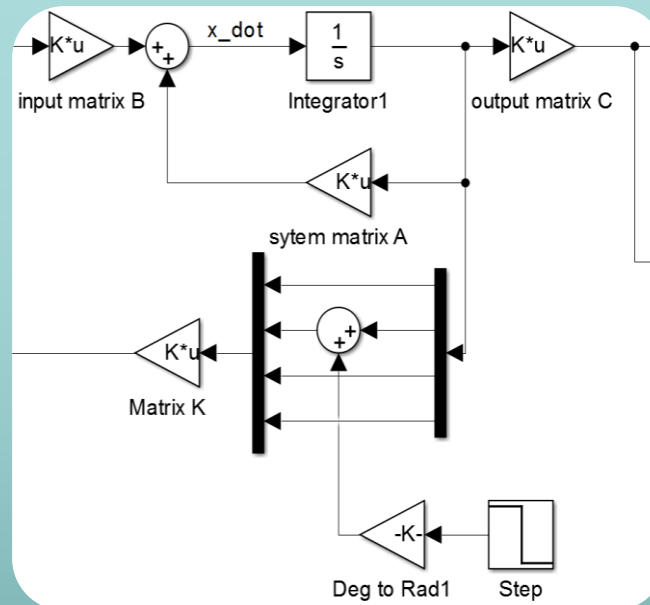 x_dot
K*u
+
+
1
s
K*u
input matrix B
Integrator1
output matrix C
K*u
sytem matrix A
+
+
K*u
Matrix K
-K-
Deg to Rad1
Step